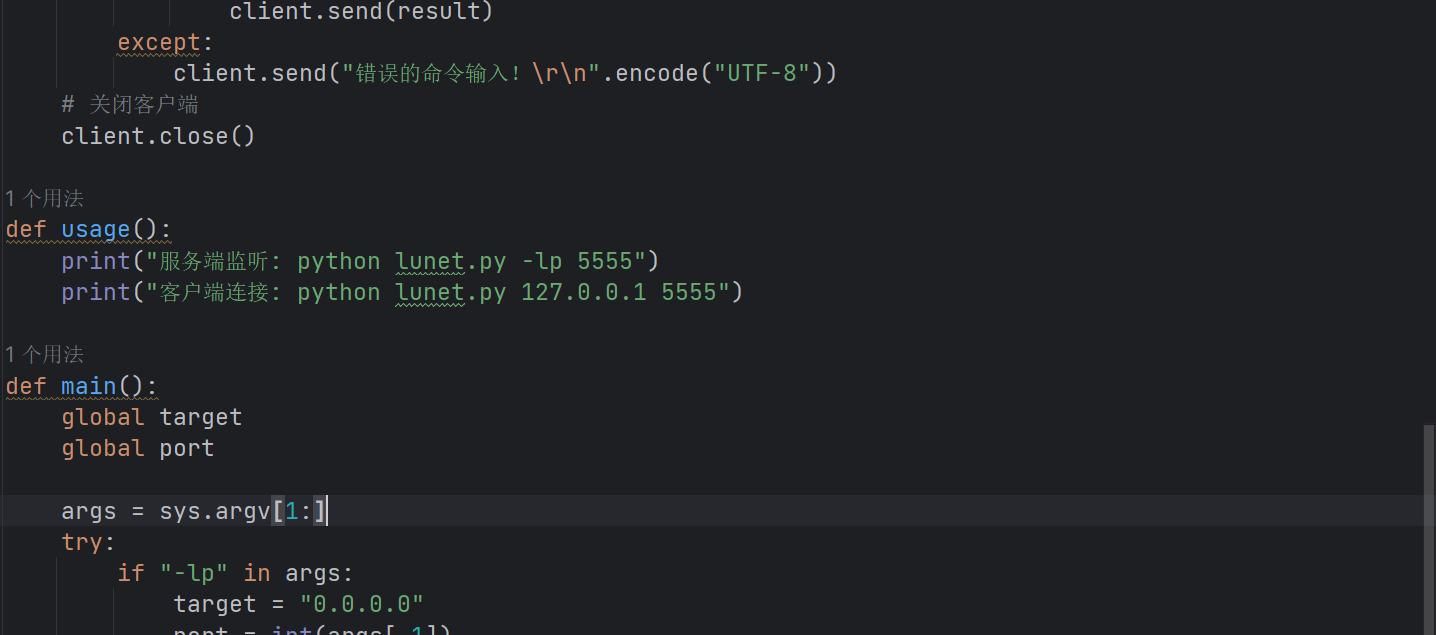 client.send(result)
except:
client.send("错误的命令输入! \r\n".encode("UTF-8"))
# 关闭客户端
client.close()
1 个用法
def usage():
print("服务端监听: python lunet.py -lp 5555")
print("客户端连接: python lunet.py 127.0.0.1 5555")
1 个用法
def main():
global target
global port
args = sys.argv[1:]
try:
if "-lp" in args:
target = "0.0.0.0"
port = int(args[-1])